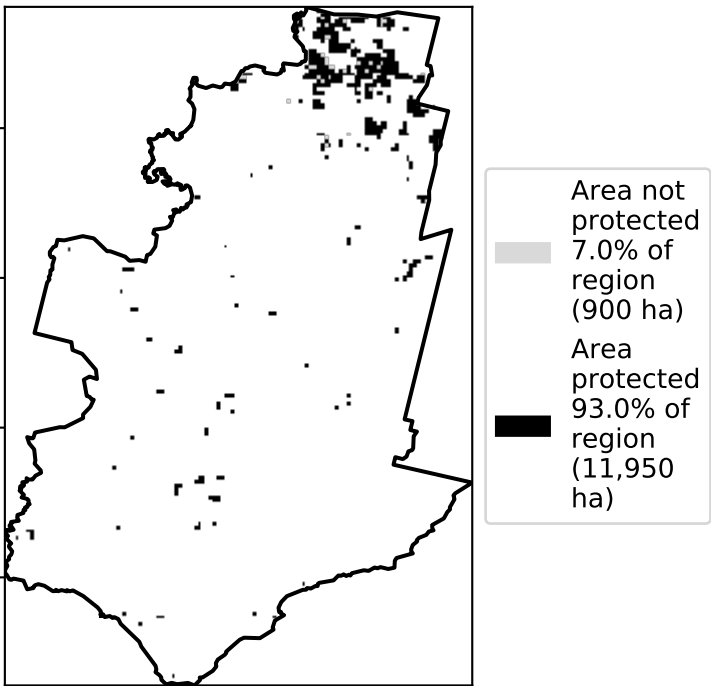 Area not
protected
7.0% of
region
(900 ha)
Area
protected
93.0% of
region
(11,950
ha)